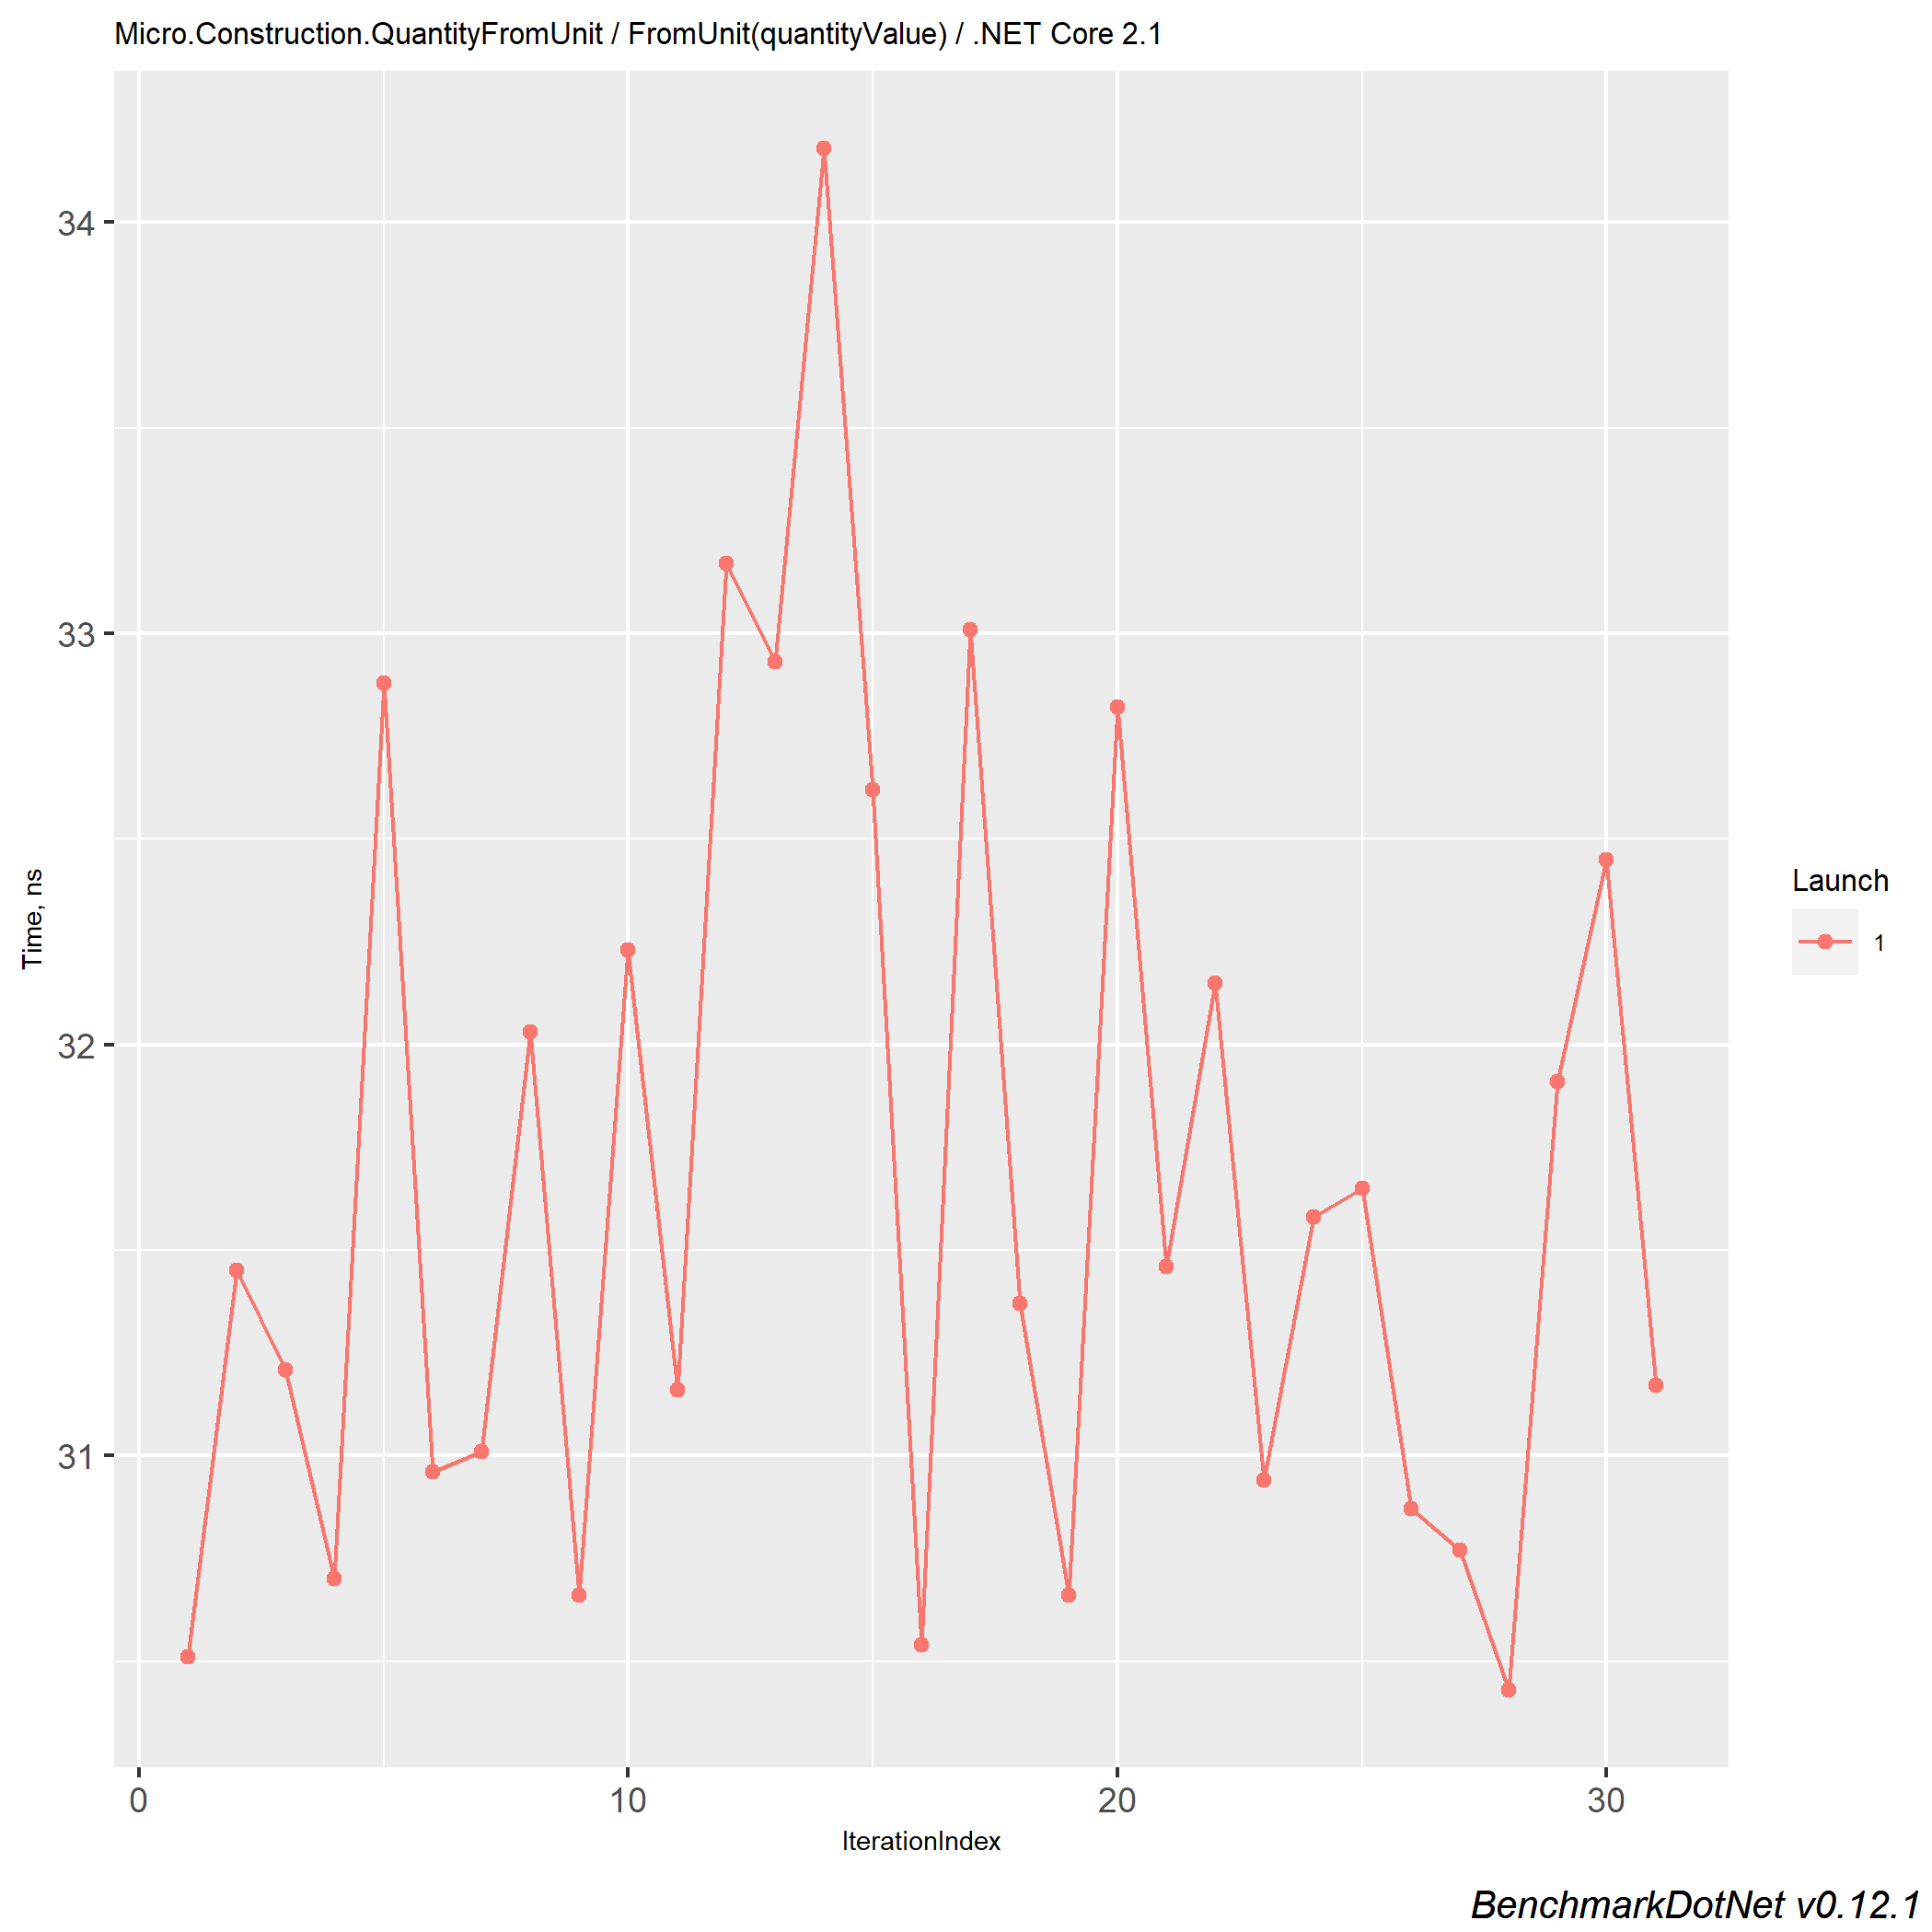 Micro.Construction.QuantityFromUnit / FromUnit(quantityValue) / .NET Core 2.1
34
33
32
31
Time, ns
0 10 20 30
IterationIndex
Launch
1
BenchmarkDotNet v0.12.1